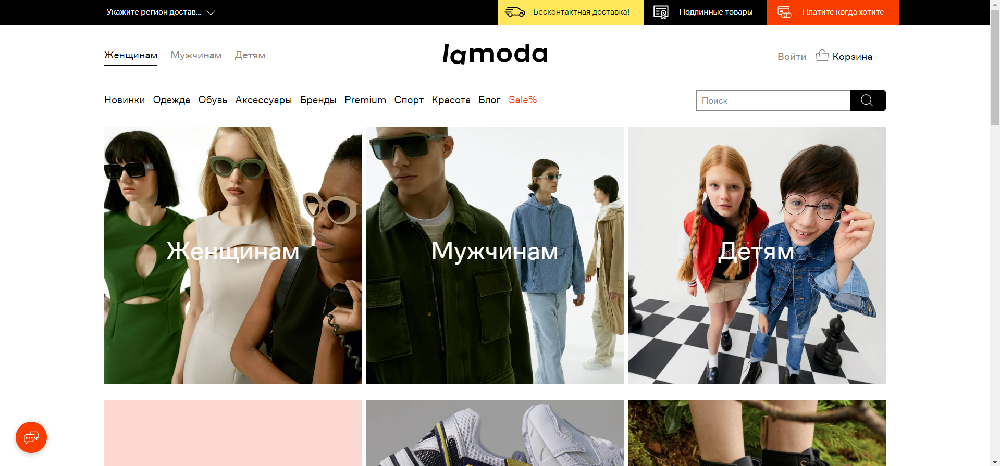 Укажите регион достав...
Бесконтактная доставка!
Подлинные товары
Платите когда хотите
Женщинам Мужчинам Детям
lamoda
Войти Корзина
Новинки Одежда Обувь Аксессуары Бренды Premium Спорт Красота Блог Sale%
Поиск
Женщинам
Мужчинам
Детям